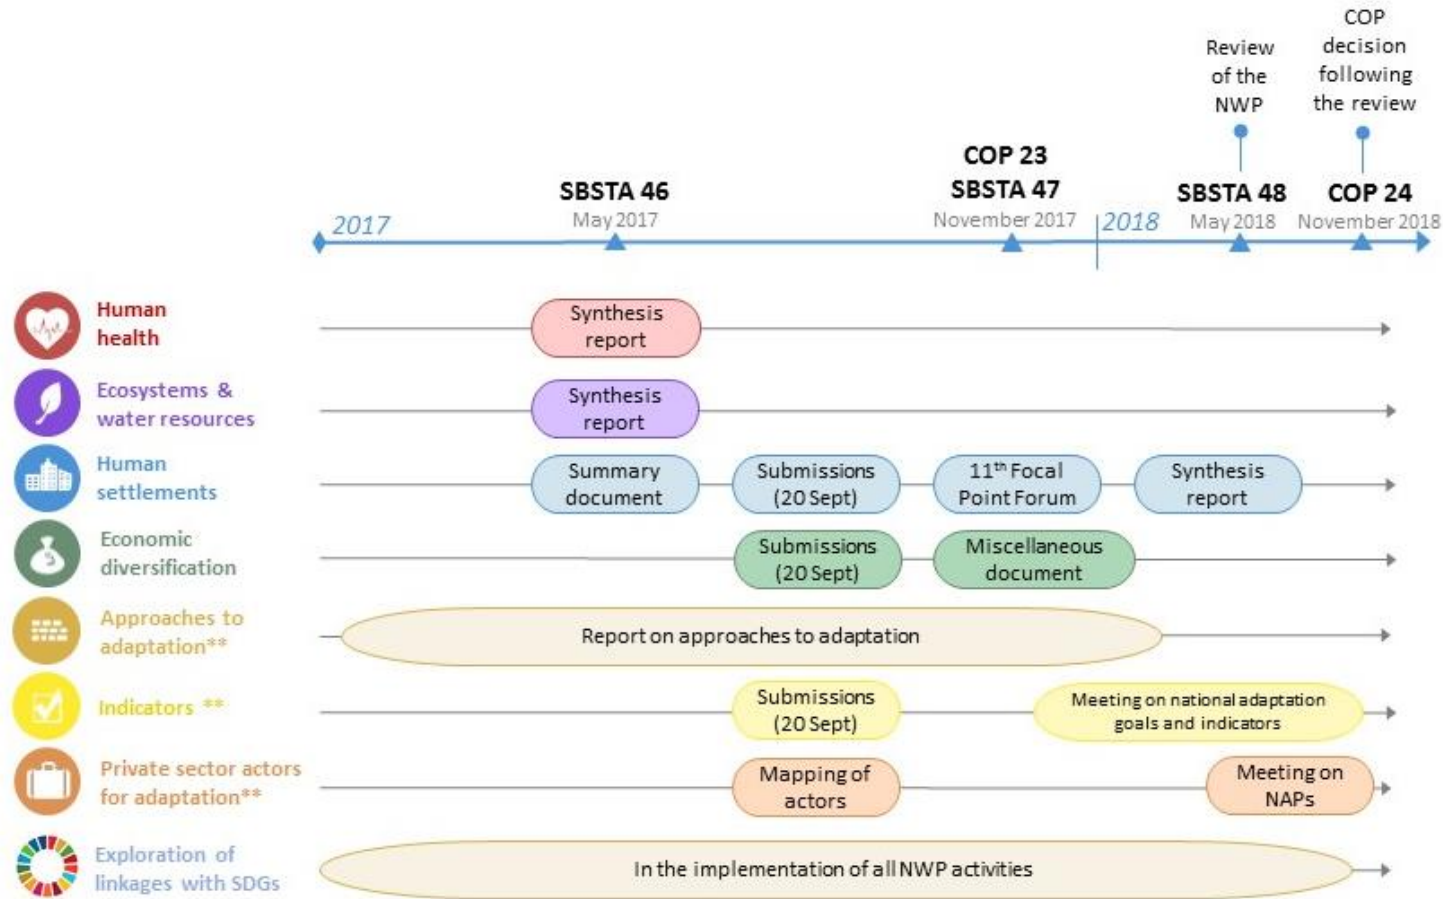 COP
decision
following
the review
Review
of the
NWP
COP 23
SBSTA 46
SBSTA 47
SBSTA 48
COP 24
2017
May 2017
November 2017
2018
May 2018
November 2018
Human
health
Synthesis
report
Ecosystems &
water resources
Synthesis
report
Human
settlements
Summary
document
Submissions
(20 Sept)
11th Focal
Point Forum
Synthesis
report
Economic
diversification
Submissions
(20 Sept)
Miscellaneous
document
Approaches to
adaptation**
Report on approaches to adaptation
Indicators **
Submissions
(20 Sept)
Meeting on national adaptation
goals and indicators
Private sector actors
for adaptation**
Mapping of
actors
Meeting on
NAPs
Exploration of
linkages with SDGs
In the implementation of all NWP activities